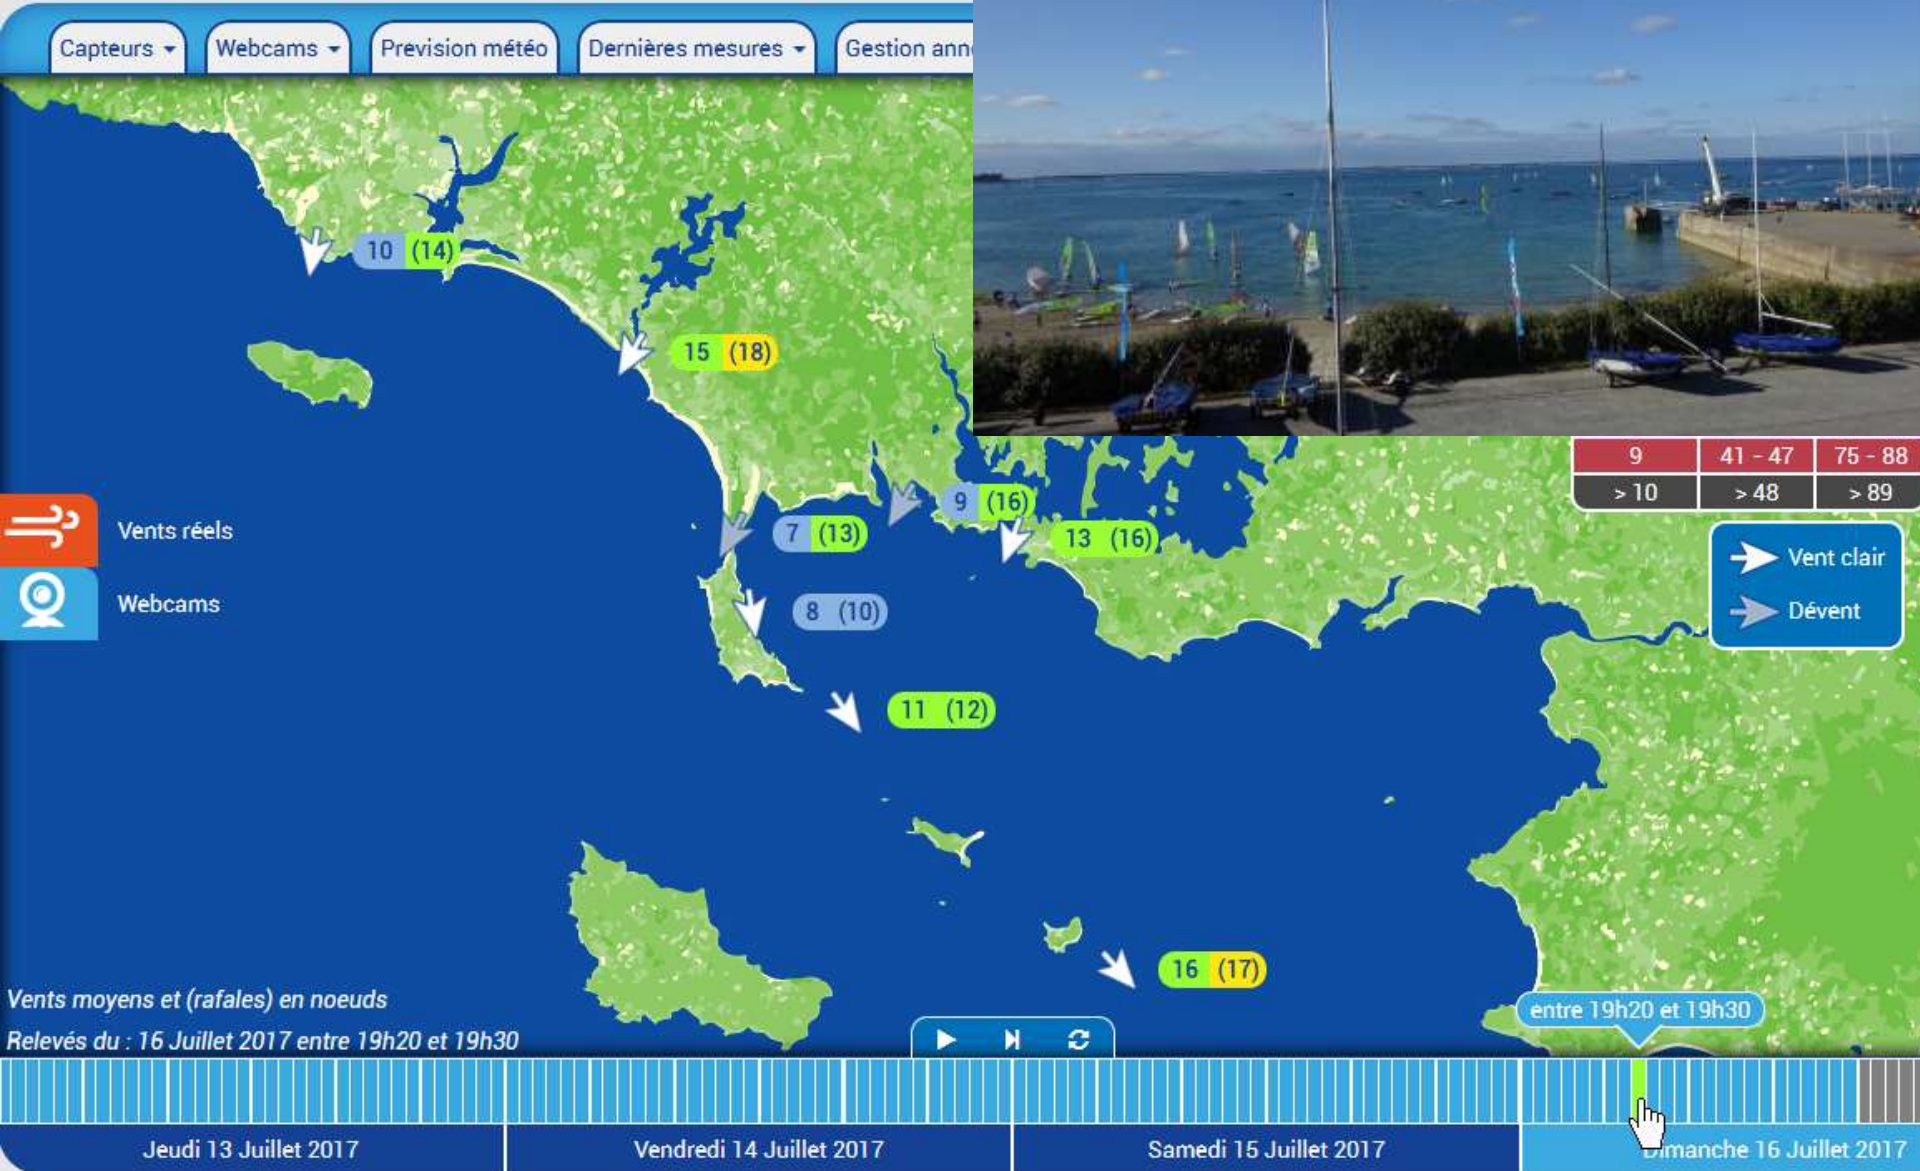 Capteurs
Webcams
Prevision météo
Dernières mesures
Gestion ann
10 (14)
15 (18)
9 41 - 47 75 - 88
> 10 > 48 > 89
9 (16)
7 (13)
13 (16)
Vents réels
Vent clair
Webcams
8 (10)
Dévent
11 (12)
16 (17)
Vents moyens et (rafales) en noeuds
entre 19h20 et 19h30
Relevés du : 16 Juillet 2017 entre 19h20 et 19h30
Jeudi 13 Juillet 2017
Vendredi 14 Juillet 2017
Samedi 15 Juillet 2017
Dimanche 16 Juillet 2017